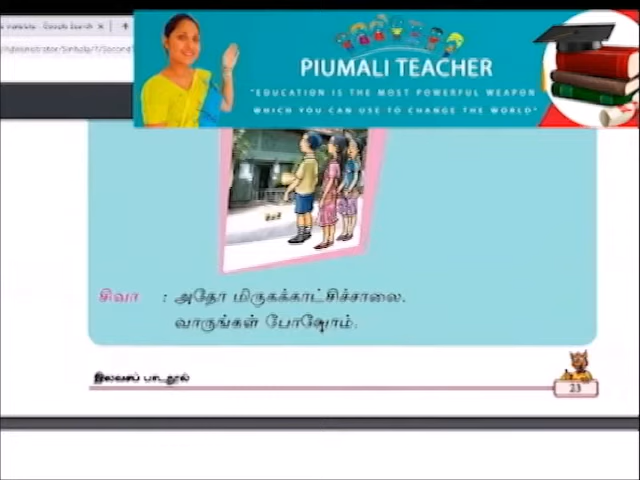 PIUMALI TEACHER
"EDUCATION IS THE MOST POWERFUL WEAPON
WHICH YOU CAN USE TO CHANGE THE WORLD"
சிவா : அதோ மிருகக்காட்சிச்சாலை.
வாருங்கள் போவோம்.
இலவசப் பாடநூல்
23